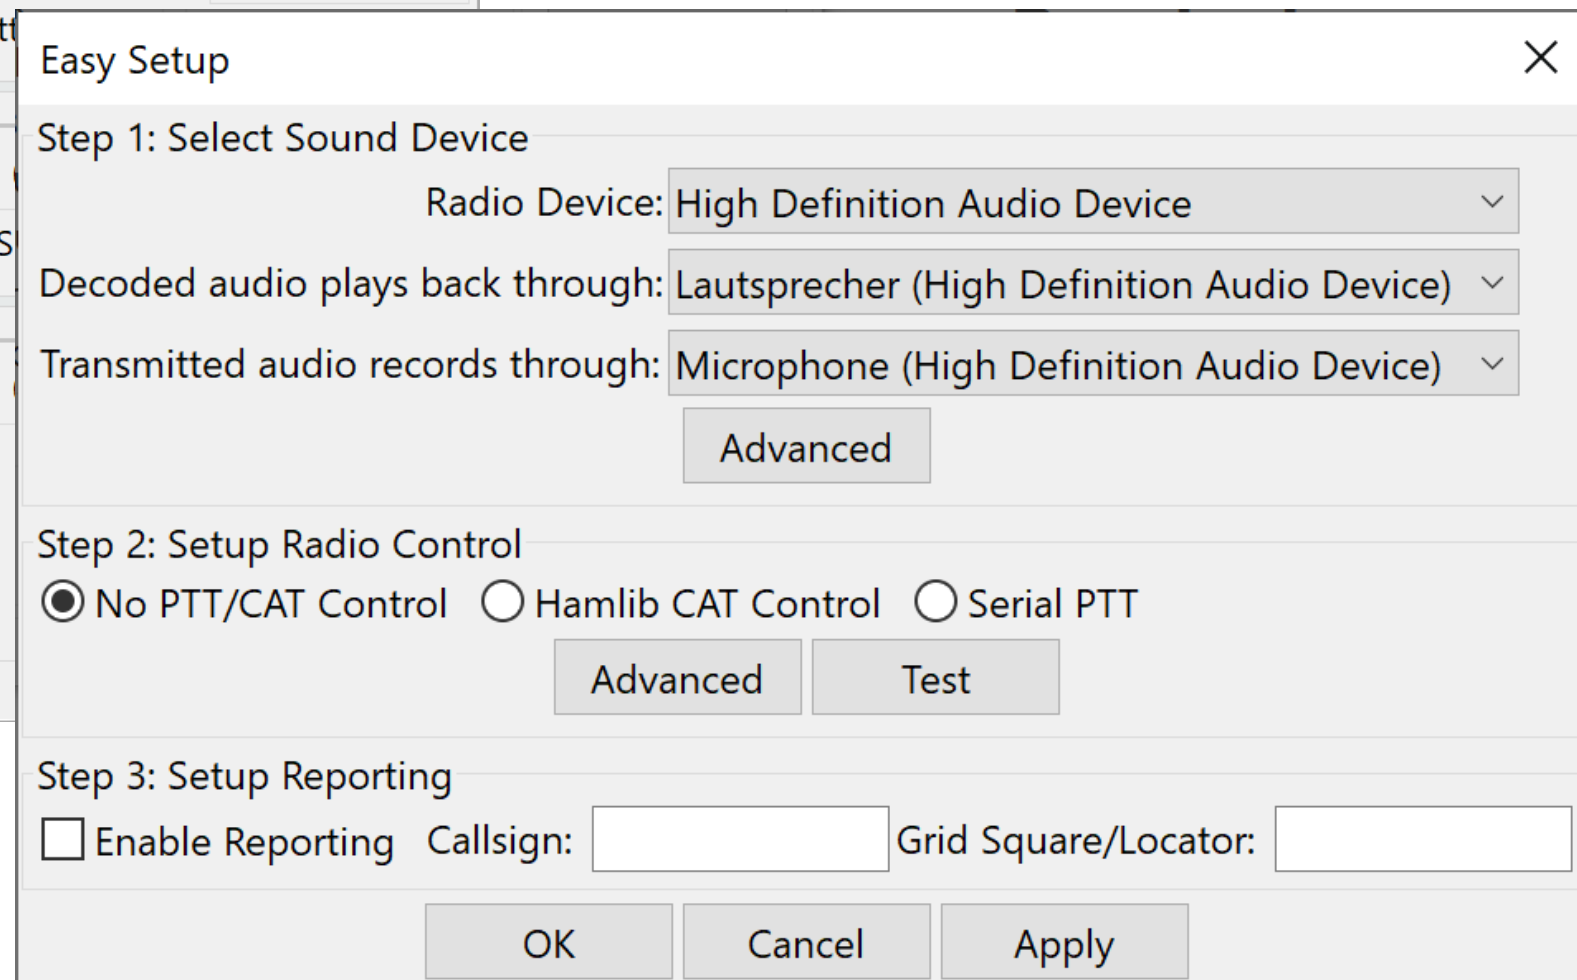 Easy Setup
Step 1: Select Sound Device
Radio Device: High Definition Audio Device
Decoded audio plays back through: Lautsprecher (High Definition Audio Device)
Transmitted audio records through: Microphone (High Definition Audio Device)
Advanced
Step 2: Setup Radio Control
No PTT/CAT Control Hamlib CAT Control Serial PTT
Advanced Test
Step 3: Setup Reporting
Enable Reporting Callsign: Grid Square/Locator:
OK Cancel Apply